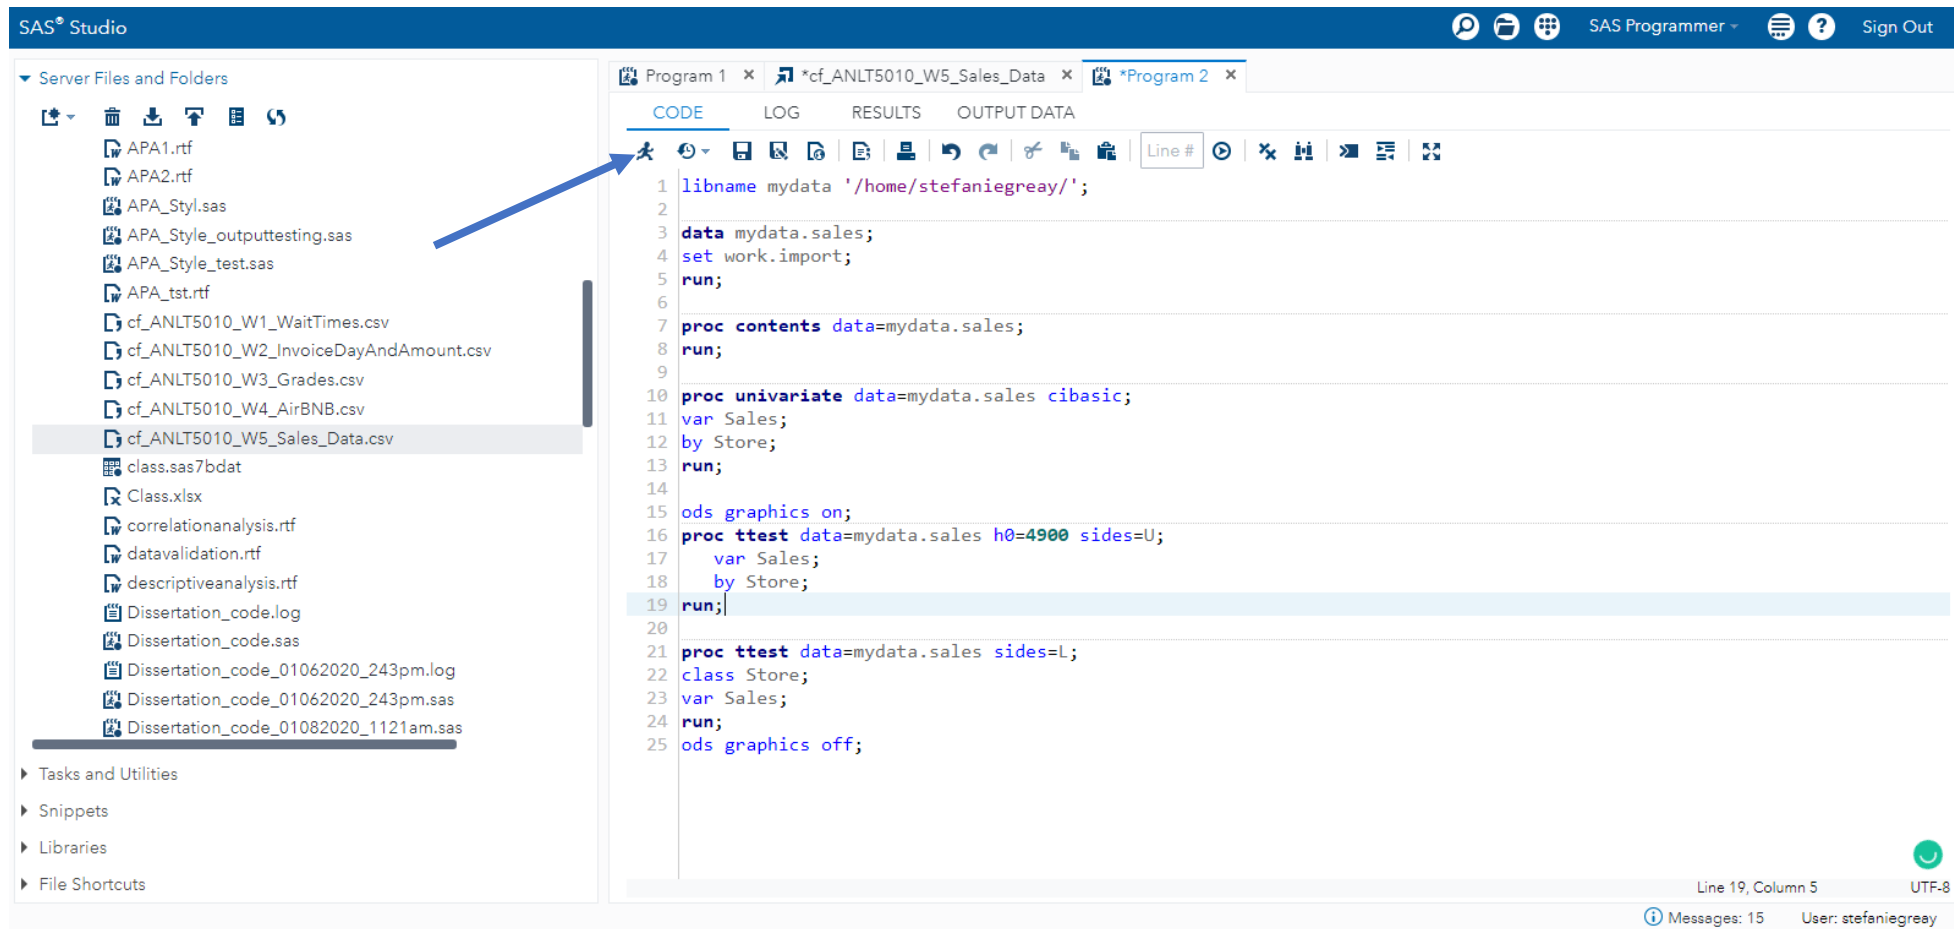 SAS® Studio
SAS Programmer
Sign Out
Server Files and Folders
APA1.rtf
APA2.rtf
APA_Styl.sas
APA_Style_outputtesting.sas
APA_Style_test.sas
APA_tst.rtf
cf_ANLT5010_W1_WaitTimes.csv
cf_ANLT5010_W2_InvoiceDayAndAmount.csv
cf_ANLT5010_W3_Grades.csv
cf_ANLT5010_W4_AirBNB.csv
cf_ANLT5010_W5_Sales_Data.csv
class.sas7bdat
Class.xlsx
correlationanalysis.rtf
datavalidation.rtf
descriptiveanalysis.rtf
Dissertation_code.log
Dissertation_code.sas
Dissertation_code_01062020_243pm.log
Dissertation_code_01062020_243pm.sas
Dissertation_code_01082020_1121am.sas
Tasks and Utilities
Snippets
Libraries
File Shortcuts
Program 1
*cf_ANLT5010_W5_Sales_Data
*Program 2
CODE
LOG
RESULTS
OUTPUT DATA
Line #
1 libname mydata '/home/stefaniegreay/';
2
3 data mydata.sales;
4 set work.import;
5 run;
6
7 proc contents data=mydata.sales;
8 run;
9
10 proc univariate data=mydata.sales cibasic;
11 var Sales;
12 by Store;
13 run;
14
15 ods graphics on;
16 proc ttest data=mydata.sales h0=4900 sides=U;
17 var Sales;
18 by Store;
19 run;
20
21 proc ttest data=mydata.sales sides=L;
22 class Store;
23 var Sales;
24 run;
25 ods graphics off;
Line 19, Column 5
UTF-8
Messages: 15
User: stefaniegreay